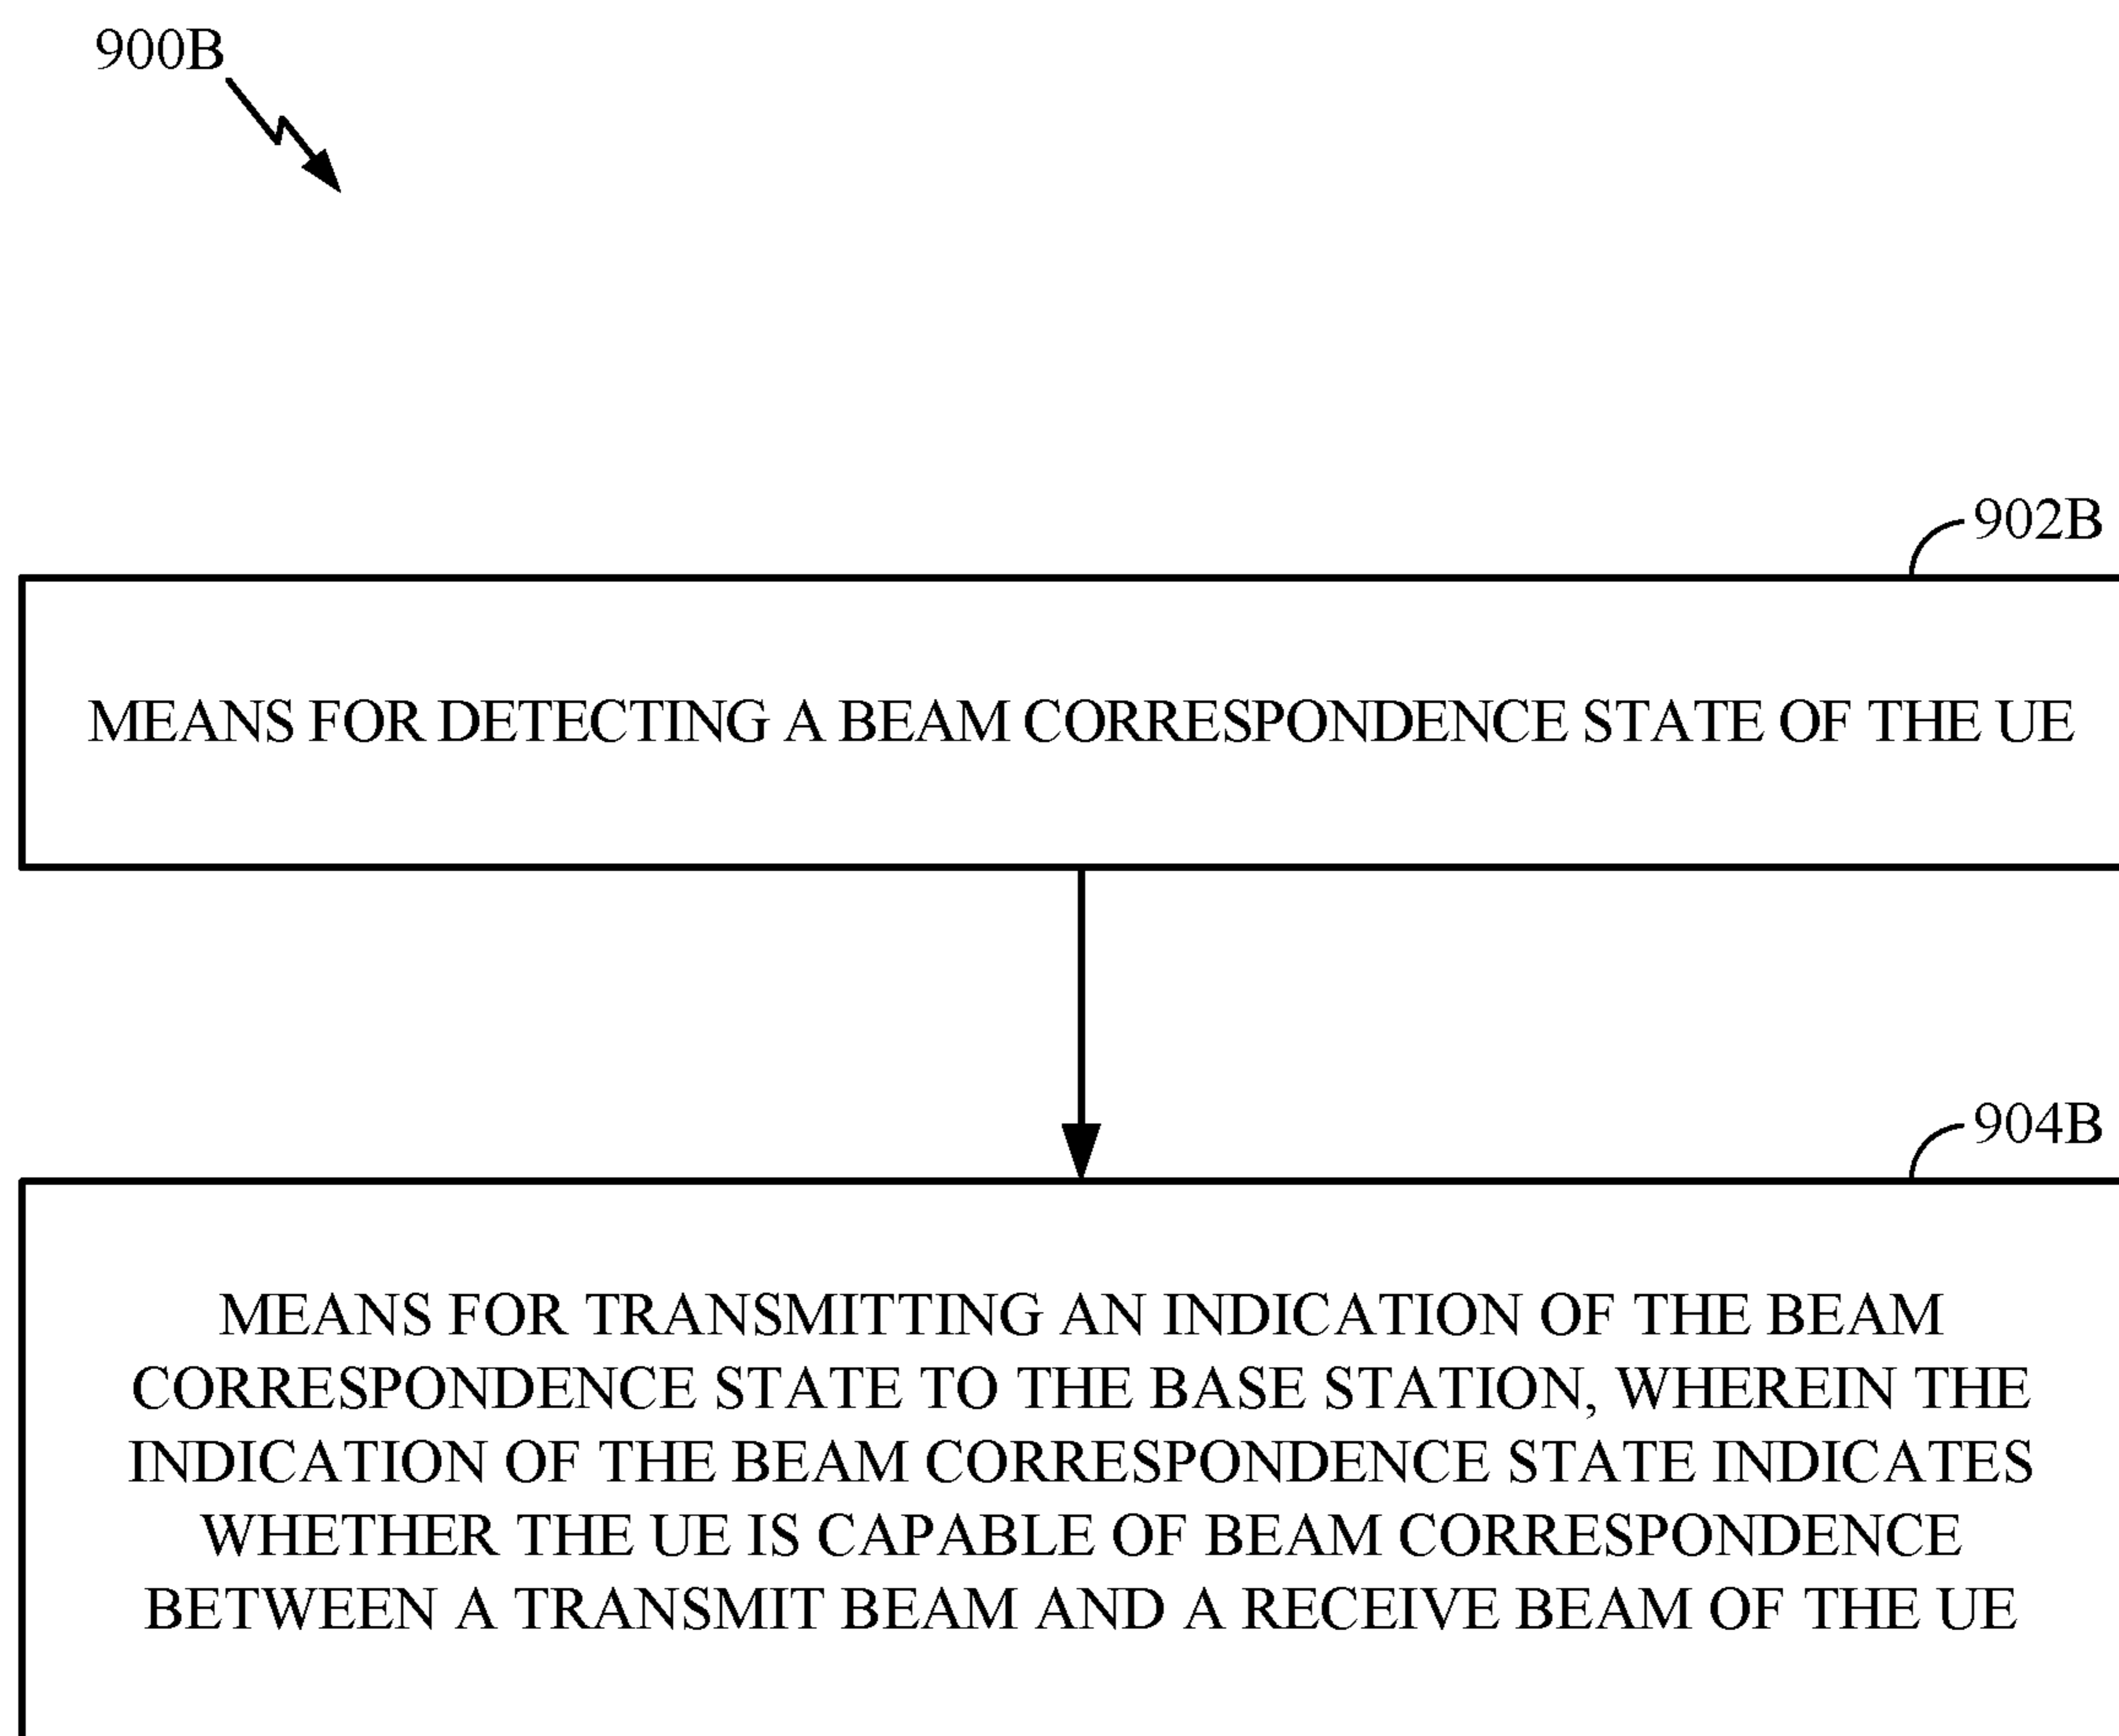 900B
902B
MEANS FOR DETECTING A BEAM CORRESPONDENCE STATE OF THE UE
904B
MEANS FOR TRANSMITTING AN INDICATION OF THE BEAM
CORRESPONDENCE STATE TO THE BASE STATION, WHEREIN THE
INDICATION OF THE BEAM CORRESPONDENCE STATE INDICATES
WHETHER THE UE IS CAPABLE OF BEAM CORRESPONDENCE
BETWEEN A TRANSMIT BEAM AND A RECEIVE BEAM OF THE UE